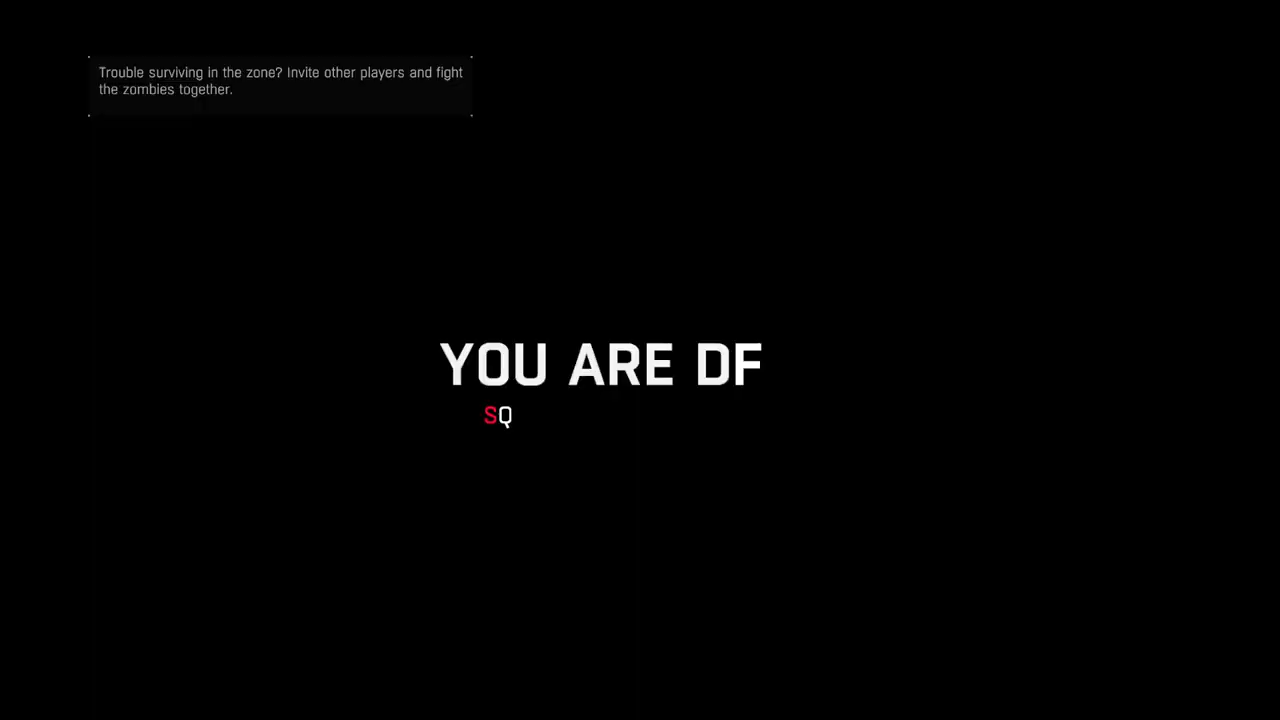 Trouble surviving in the zone? Invite other players and fight
the zombies together.
YOU ARE DF
SQ